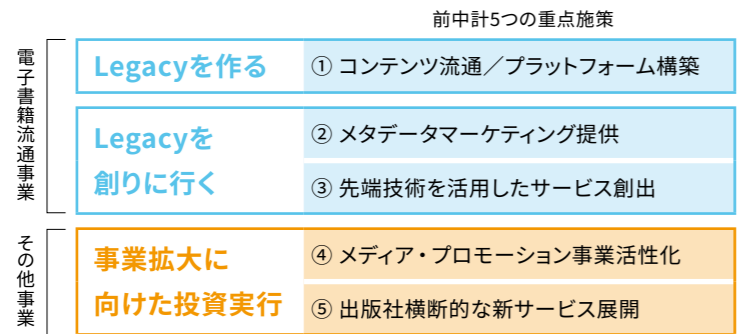 前中計5つの重点施策
電子書籍流通事業
Legacyを作る
① コンテンツ流通／プラットフォーム構築
Legacyを
創りに行く
② メタデータマーケティング提供
③ 先端技術を活用したサービス創出
その他事業
事業拡大に
向けた投資実行
④ メディア・プロモーション事業活性化
⑤ 出版社横断的な新サービス展開